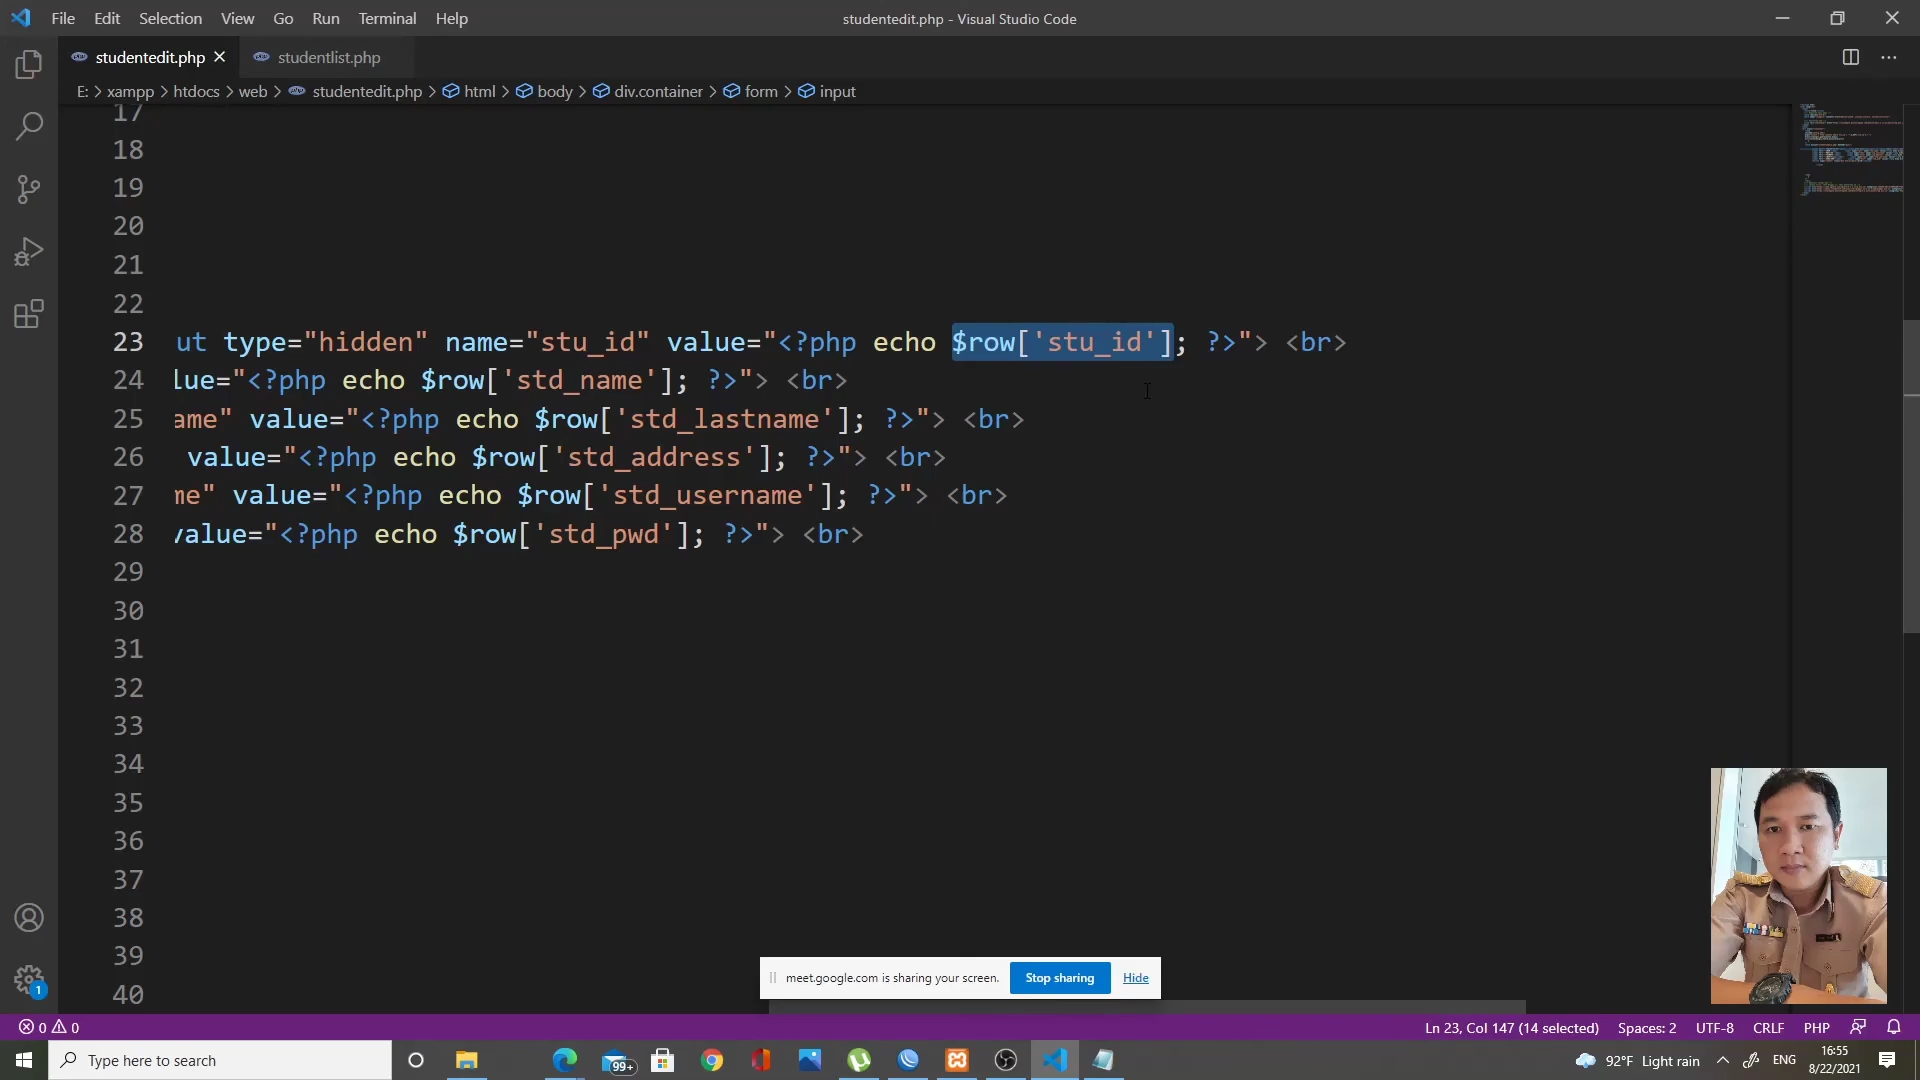 File Edit Selection View Go Run Terminal Help
studentedit.php - Visual Studio Code
studentedit.php
studentlist.php
E: > xampp > htdocs > web > studentedit.php > html > body > div.container > form > input
17
18
19
20
21
22
23 ut type="hidden" name="stu_id" value="<?php echo $row['stu_id']; ?>"> <br>
24 lue="<?php echo $row['std_name']; ?>"> <br>
25 ame" value="<?php echo $row['std_lastname']; ?>"> <br>
26 value="<?php echo $row['std_address']; ?>"> <br>
27 me" value="<?php echo $row['std_username']; ?>"> <br>
28 value="<?php echo $row['std_pwd']; ?>"> <br>
29
30
31
32
33
34
35
36
37
38
39
40
meet.google.com is sharing your screen. Stop sharing Hide
1
0 0
Ln 23, Col 147 (14 selected) Spaces: 2 UTF-8 CRLF PHP
Type here to search
99+
92°F Light rain
ENG
16:55
8/22/2021